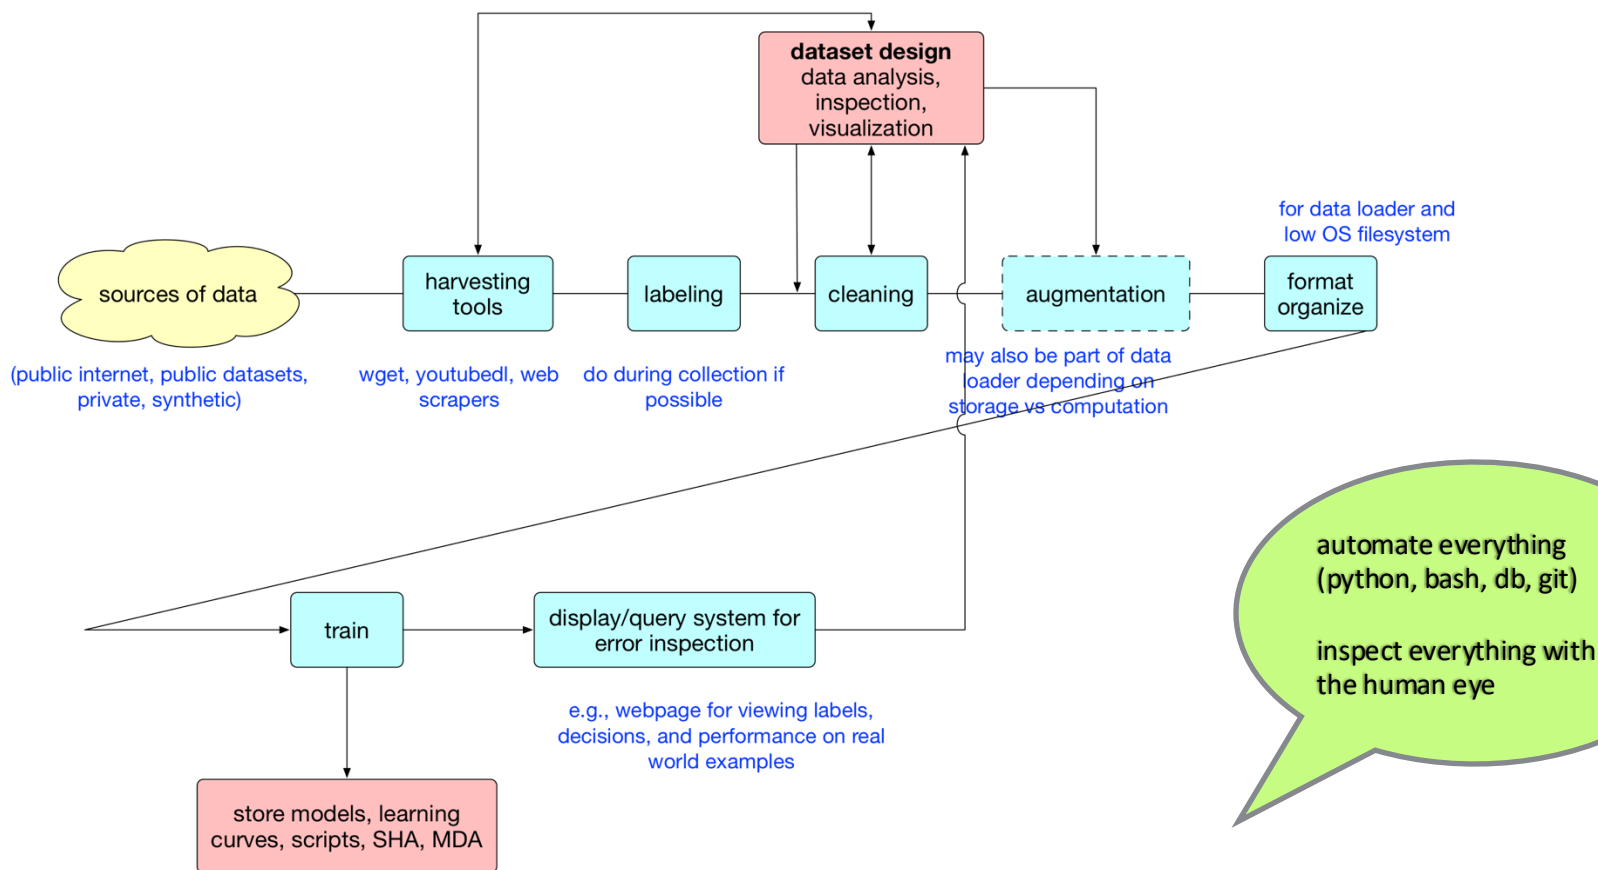 dataset design
data analysis,
inspection,
visualization
for data loader and
low OS filesystem
sources of data
harvesting
tools
labeling
cleaning
augmentation
format
organize
(public internet, public datasets,
private, synthetic)
wget, youtubedl, web
scrapers
do during collection if
possible
may also be part of data
loader depending on
storage vs computation
automate everything
(python, bash, db, git)
inspect everything with
the human eye
train
display/query system for
error inspection
e.g., webpage for viewing labels,
decisions, and performance on real
world examples
store models, learning
curves, scripts, SHA, MDA